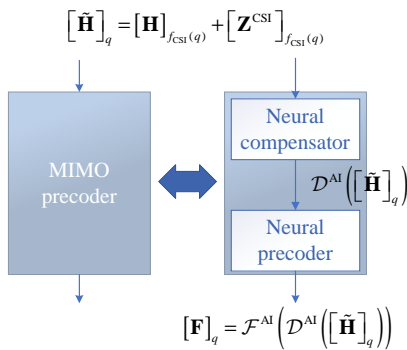 [H̃]_q = [H]_{f_CSI(q)} + [Z^CSI]_{f_CSI(q)}
MIMO
precoder
Neural
compensator
𝒟^AI([H̃]_q)
Neural
precoder
[F]_q = ℱ^AI(𝒟^AI([H̃]_q))